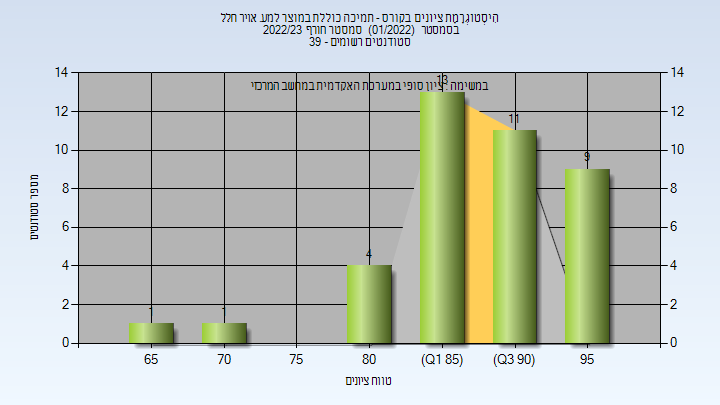 היסטוגרמת ציונים בקורס - תמיכה כוללת במוצר למע. אויר חלל
בסמסטר (01/2022) סמסטר חורף 2022/23
סטודנטים רשומים - 39
במשימה: ציון סופי במערכת האקדמית במחשב המרכזי
מספר סטודנטים
14 14
12 12
10 10
8 8
6 6
4 4
2 2
0 0
1 1 4 13 11 9
65 70 75 80 (Q1 85) (Q3 90) 95
טווח ציונים